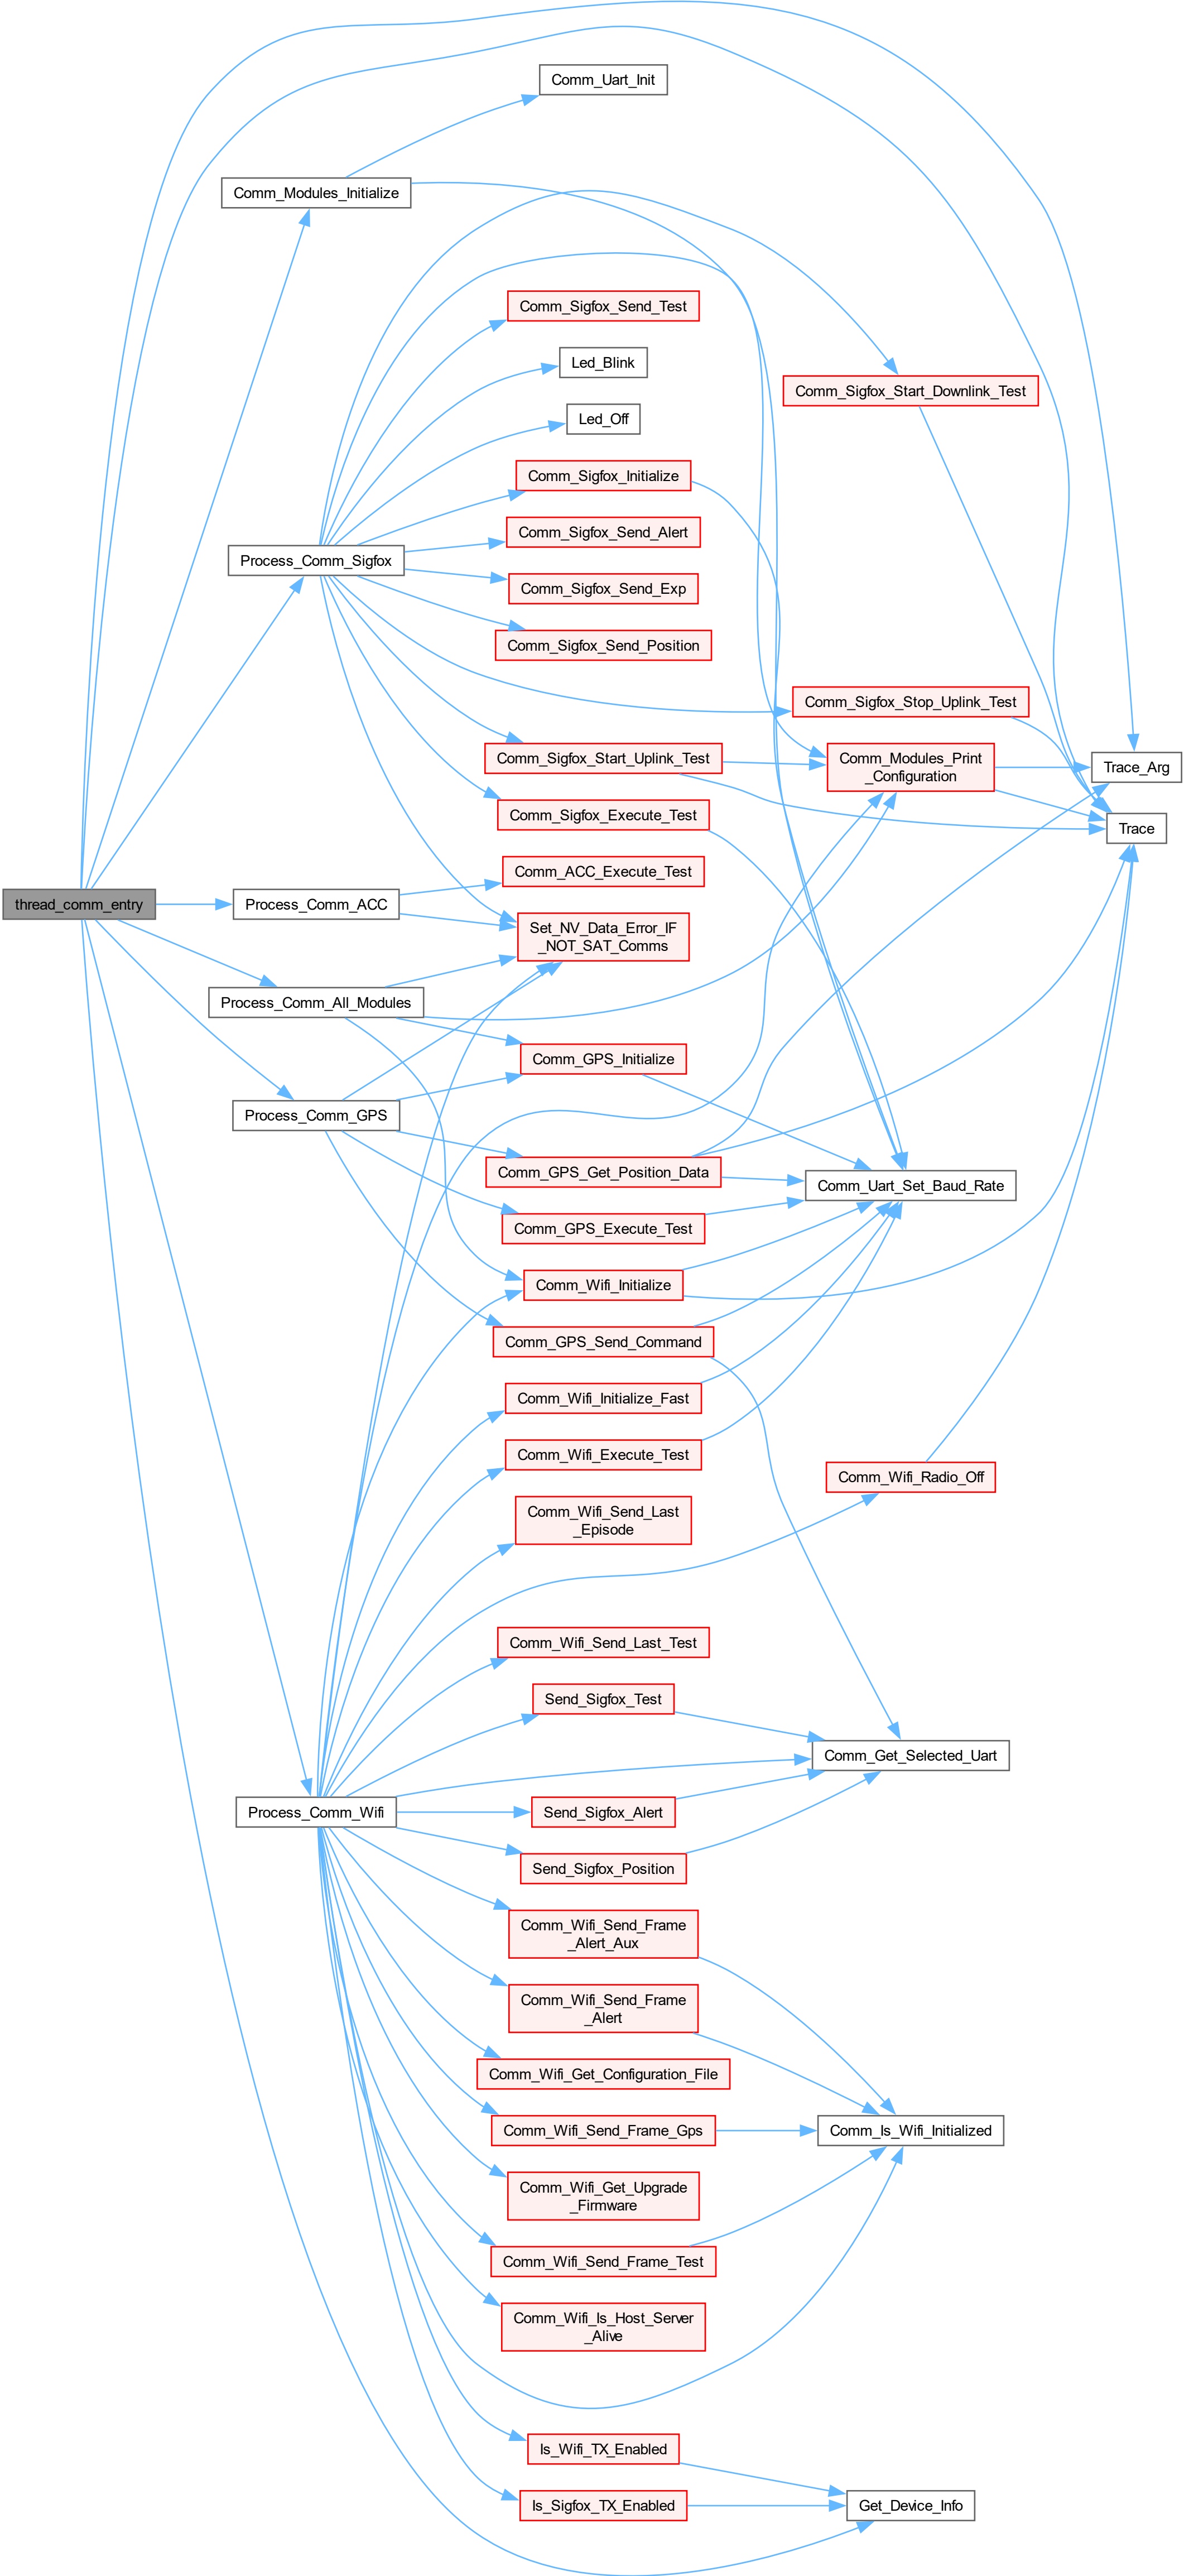 Comm_Uart_Init
Comm_Modules_Initialize
Comm_Sigfox_Send_Test
Led_Blink
Comm_Sigfox_Start_Downlink_Test
Led_Off
Comm_Sigfox_Initialize
Comm_Sigfox_Send_Alert
Process_Comm_Sigfox
Comm_Sigfox_Send_Exp
Comm_Sigfox_Send_Position
Comm_Sigfox_Stop_Uplink_Test
Comm_Sigfox_Start_Uplink_Test
Comm_Modules_Print
_Configuration
Trace_Arg
Comm_Sigfox_Execute_Test
Trace
Comm_ACC_Execute_Test
thread_comm_entry
Process_Comm_ACC
Set_NV_Data_Error_IF
_NOT_SAT_Comms
Process_Comm_All_Modules
Comm_GPS_Initialize
Process_Comm_GPS
Comm_GPS_Get_Position_Data
Comm_Uart_Set_Baud_Rate
Comm_GPS_Execute_Test
Comm_Wifi_Initialize
Comm_GPS_Send_Command
Comm_Wifi_Initialize_Fast
Comm_Wifi_Execute_Test
Comm_Wifi_Radio_Off
Comm_Wifi_Send_Last
_Episode
Comm_Wifi_Send_Last_Test
Send_Sigfox_Test
Comm_Get_Selected_Uart
Process_Comm_Wifi
Send_Sigfox_Alert
Send_Sigfox_Position
Comm_Wifi_Send_Frame
_Alert_Aux
Comm_Wifi_Send_Frame
_Alert
Comm_Wifi_Get_Configuration_File
Comm_Wifi_Send_Frame_Gps
Comm_Is_Wifi_Initialized
Comm_Wifi_Get_Upgrade
_Firmware
Comm_Wifi_Send_Frame_Test
Comm_Wifi_Is_Host_Server
_Alive
Is_Wifi_TX_Enabled
Is_Sigfox_TX_Enabled
Get_Device_Info